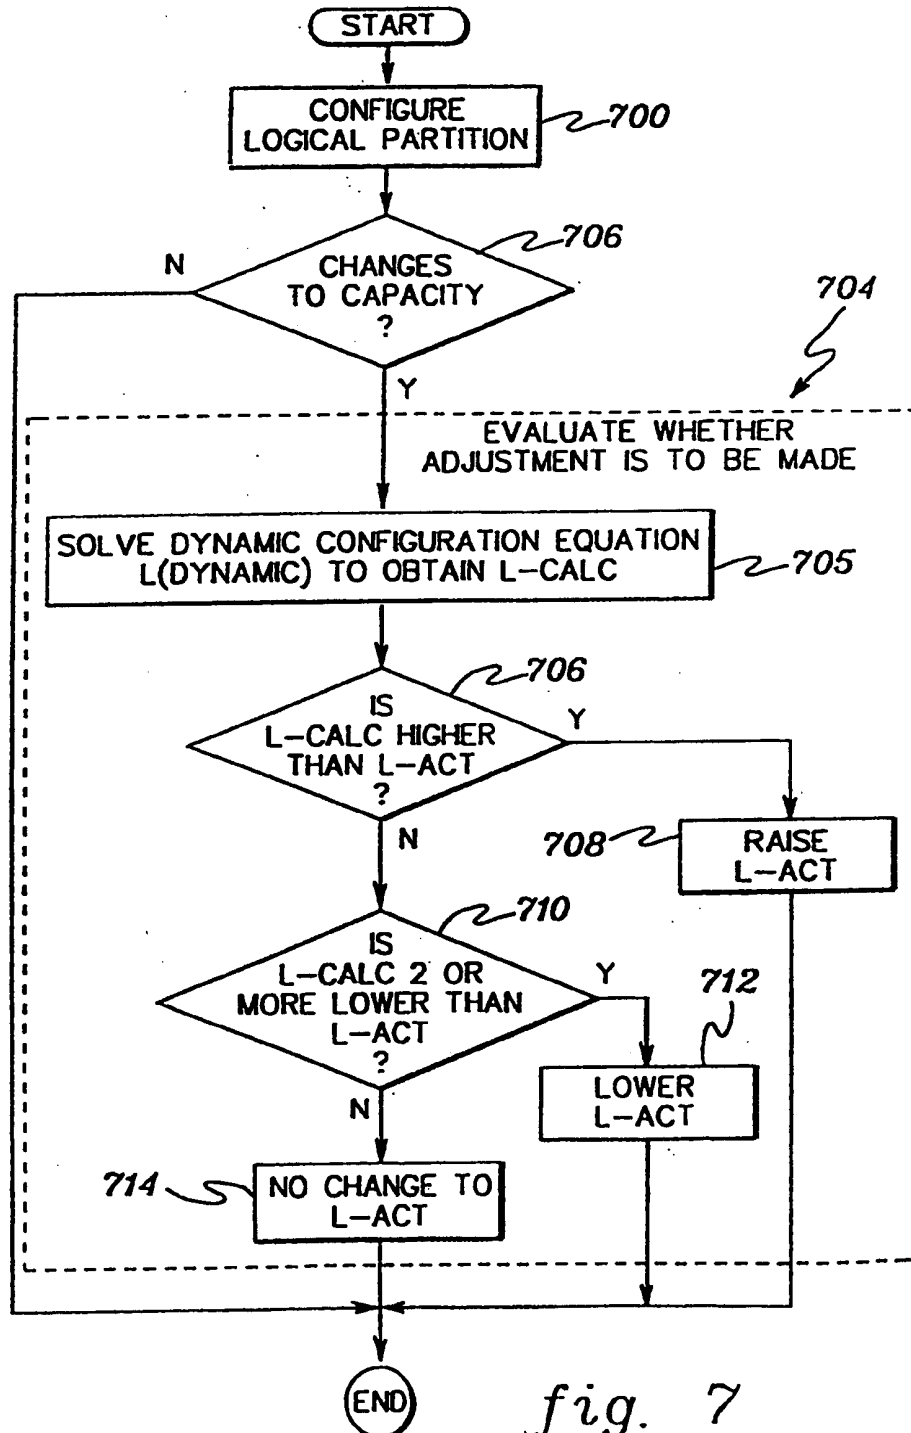 START
CONFIGURE
LOGICAL PARTITION
700
706
N
CHANGES
TO CAPACITY
?
704
Y
EVALUATE WHETHER
ADJUSTMENT IS TO BE MADE
SOLVE DYNAMIC CONFIGURATION EQUATION
L(DYNAMIC) TO OBTAIN L-CALC
705
706
IS
L-CALC HIGHER
THAN L-ACT
?
Y
N
708
RAISE
L-ACT
710
IS
L-CALC 2 OR
MORE LOWER THAN
L-ACT
?
Y
712
N
LOWER
L-ACT
714
NO CHANGE TO
L-ACT
END
fig. 7